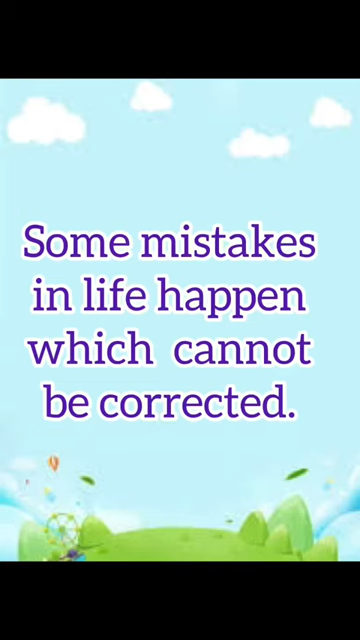 Some mistakes
in life happen
which cannot
be corrected.